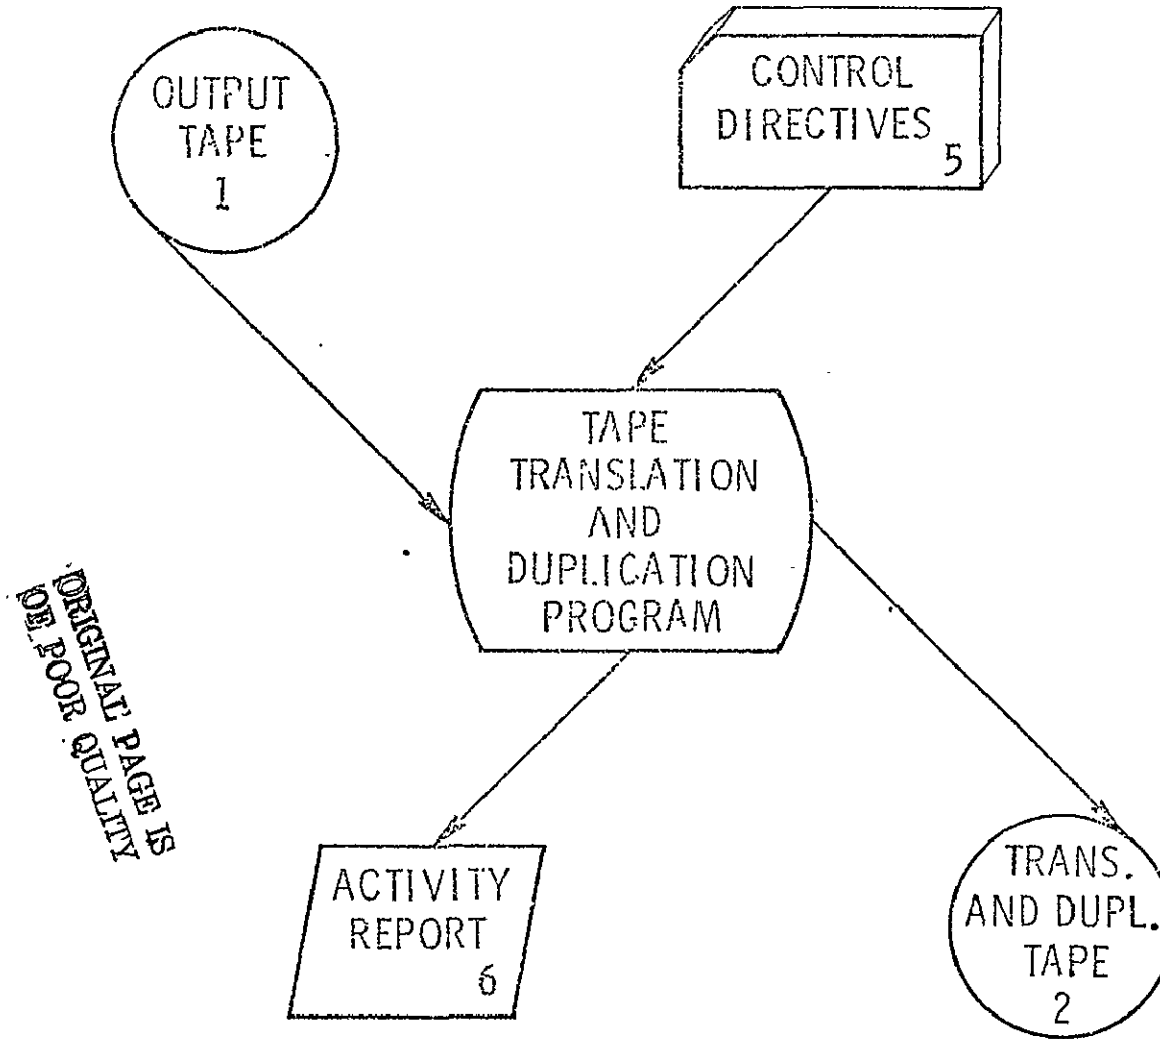 OUTPUT
TAPE
1
CONTROL
DIRECTIVES
5
TAPE
TRANSLATION
AND
DUPLICATION
PROGRAM
ORIGINAL PAGE IS
OF POOR QUALITY
ACTIVITY
REPORT
6
TRANS.
AND DUPL.
TAPE
2